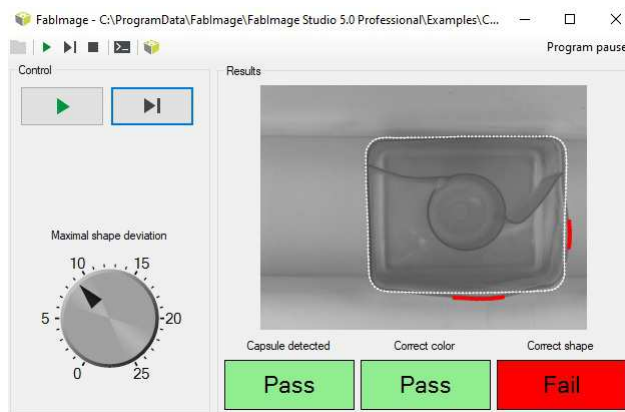 FabImage - C:\ProgramData\FabImage\FabImage Studio 5.0 Professional\Examples\C...
Program pause
Control
Results
Maximal shape deviation
10
15
5
20
0
25
Capsule detected
Correct color
Correct shape
Pass
Pass
Fail